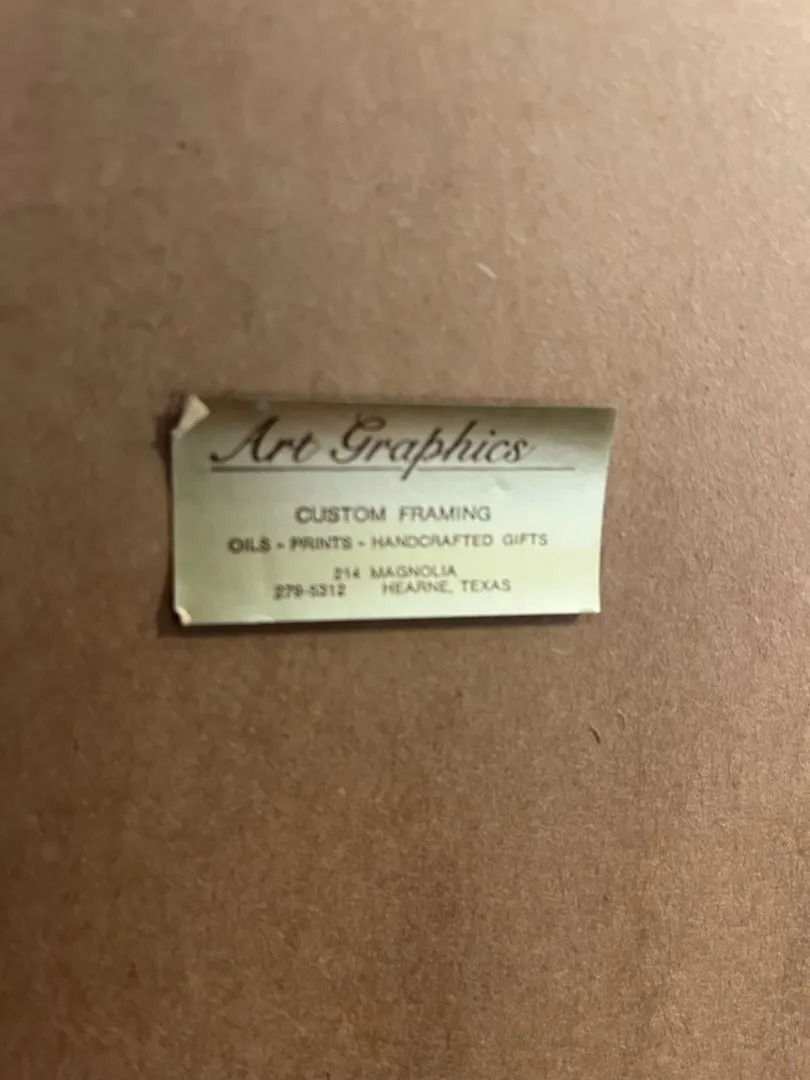 Art Graphics
CUSTOM FRAMING
OILS - PRINTS - HANDCRAFTED GIFTS
214 MAGNOLIA
279-5312 HEARNE, TEXAS